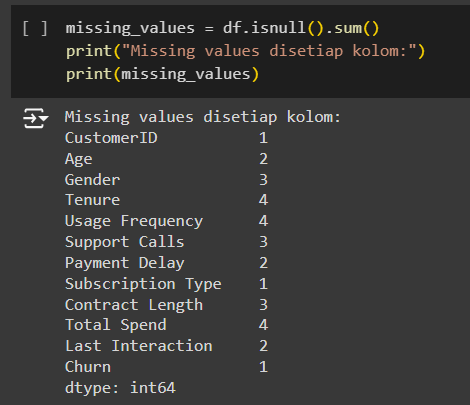 [ ] missing_values = df.isnull().sum()
print("Missing values disetiap kolom:")
print(missing_values)
Missing values disetiap kolom:
CustomerID 1
Age 2
Gender 3
Tenure 4
Usage Frequency 4
Support Calls 3
Payment Delay 2
Subscription Type 1
Contract Length 3
Total Spend 4
Last Interaction 2
Churn 1
dtype: int64